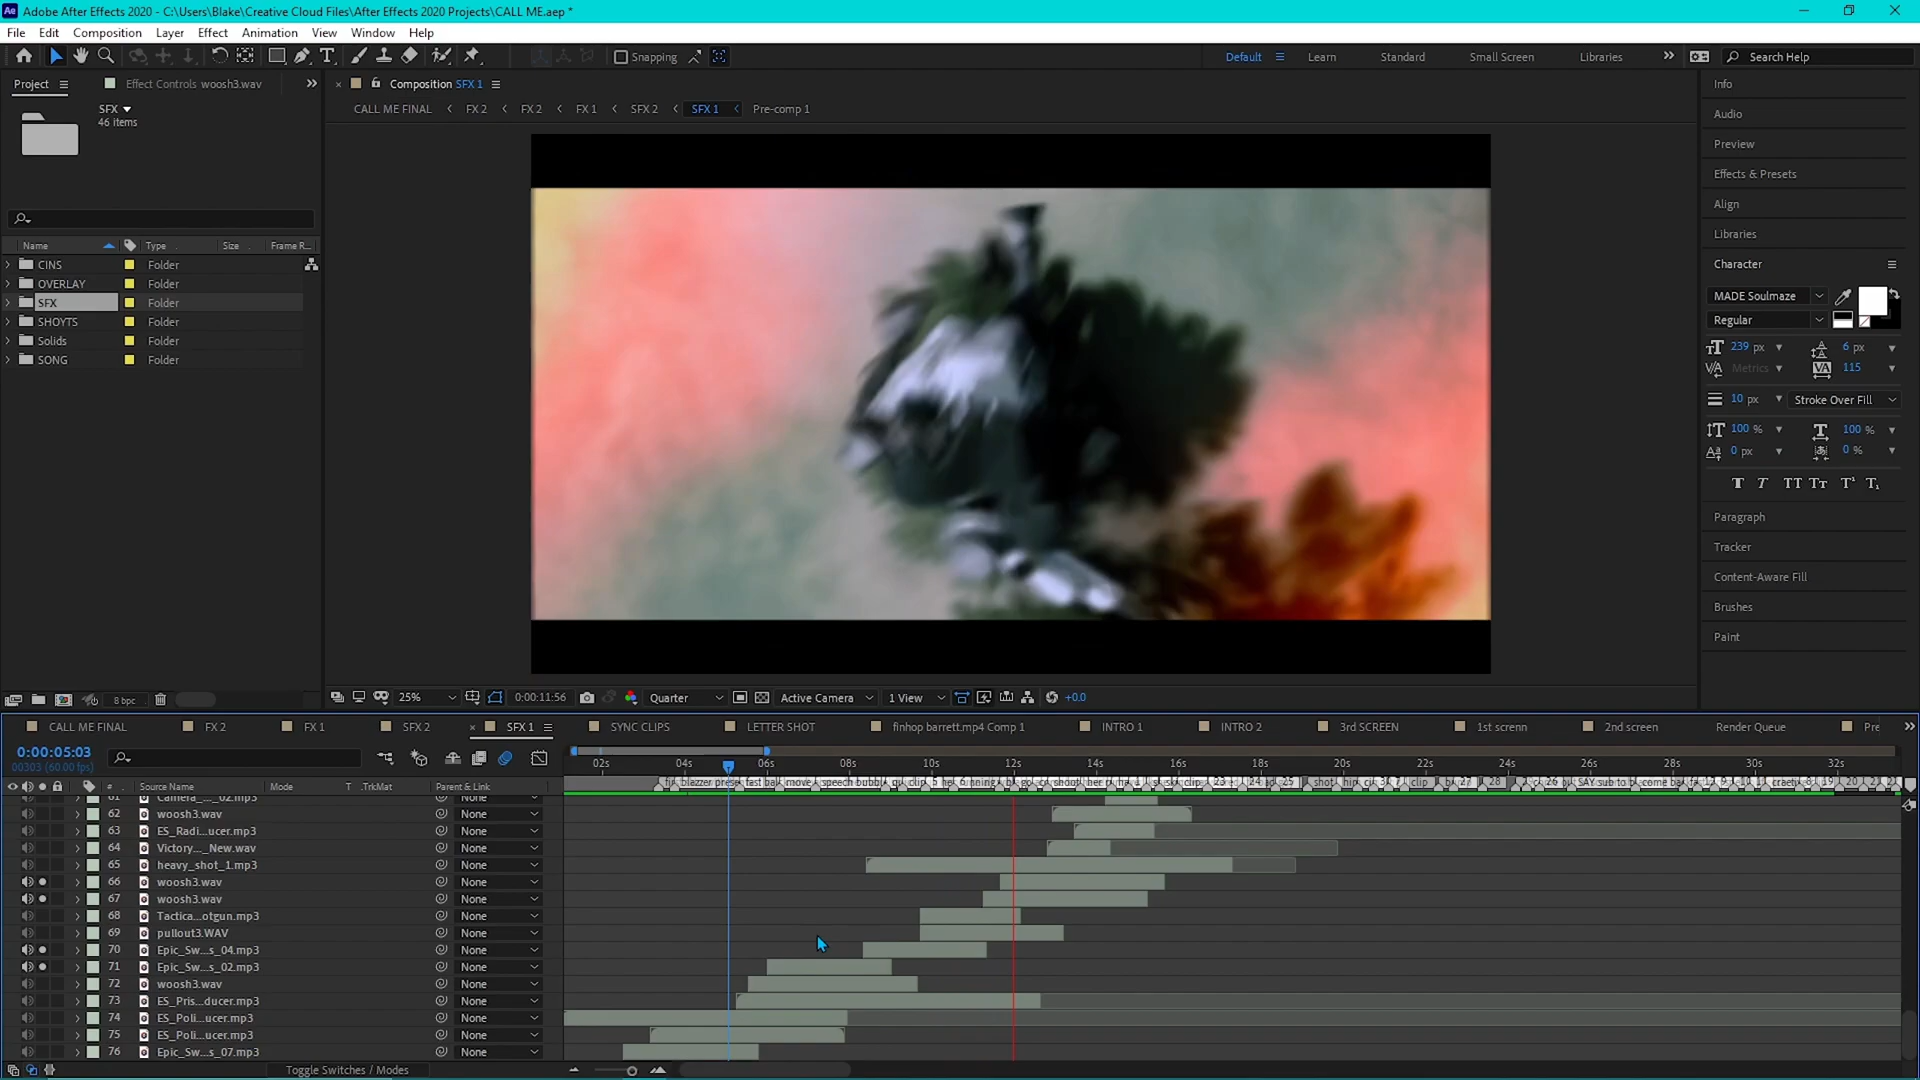 Adobe After Effects 2020 - C:\Users\Blake\Creative Cloud Files\After Effects 2020 Projects\CALL ME.aep *
File Edit Composition Layer Effect Animation View Window Help
Snapping
Default Learn Standard Small Screen Libraries Search Help
Project Effect Controls woosh3.wav
SFX
46 items
Name Type Size Frame R...
CINS Folder
OVERLAY Folder
SFX Folder
SHOYTS Folder
Solids Folder
SONG Folder
8 bpc
Composition SFX 1
CALL ME FINAL FX 2 FX 2 FX 1 SFX 2 SFX 1 Pre-comp 1
25% 0:00:11:56 Quarter Active Camera 1 View +0.0
Info
Audio
Preview
Effects & Presets
Align
Libraries
Character
MADE Soulmaze
Regular
239 px 6 px
Metrics 115
10 px Stroke Over Fill
100 % 100 %
0 px 0 %
Paragraph
Tracker
Content-Aware Fill
Brushes
Paint
CALL ME FINAL FX 2 FX 1 SFX 2 SFX 1 SYNC CLIPS LETTER SHOT finhop barrett.mp4 Comp 1 INTRO 1 INTRO 2 3rd SCREEN 1st screnn 2nd screen Render Queue Pre
0:00:05:03
00303 (60.00 fps)
02s 04s 06s 08s 10s 12s 14s 16s 18s 20s 22s 24s 26s 28s 30s 32s
# Source Name Mode T .TrkMat Parent & Link
61 Camera_..._02.mp3 None
62 woosh3.wav None
63 ES_Radi...ucer.mp3 None
64 Victory..._New.wav None
65 heavy_shot_1.mp3 None
66 woosh3.wav None
67 woosh3.wav None
68 Tactica...otgun.mp3 None
69 pullout3.WAV None
70 Epic_Sw...s_04.mp3 None
71 Epic_Sw...s_02.mp3 None
72 woosh3.wav None
73 ES_Pris...ducer.mp3 None
74 ES_Poli...ucer.mp3 None
75 ES_Poli...ucer.mp3 None
76 Epic_Sw...s_07.mp3 None
Toggle Switches / Modes